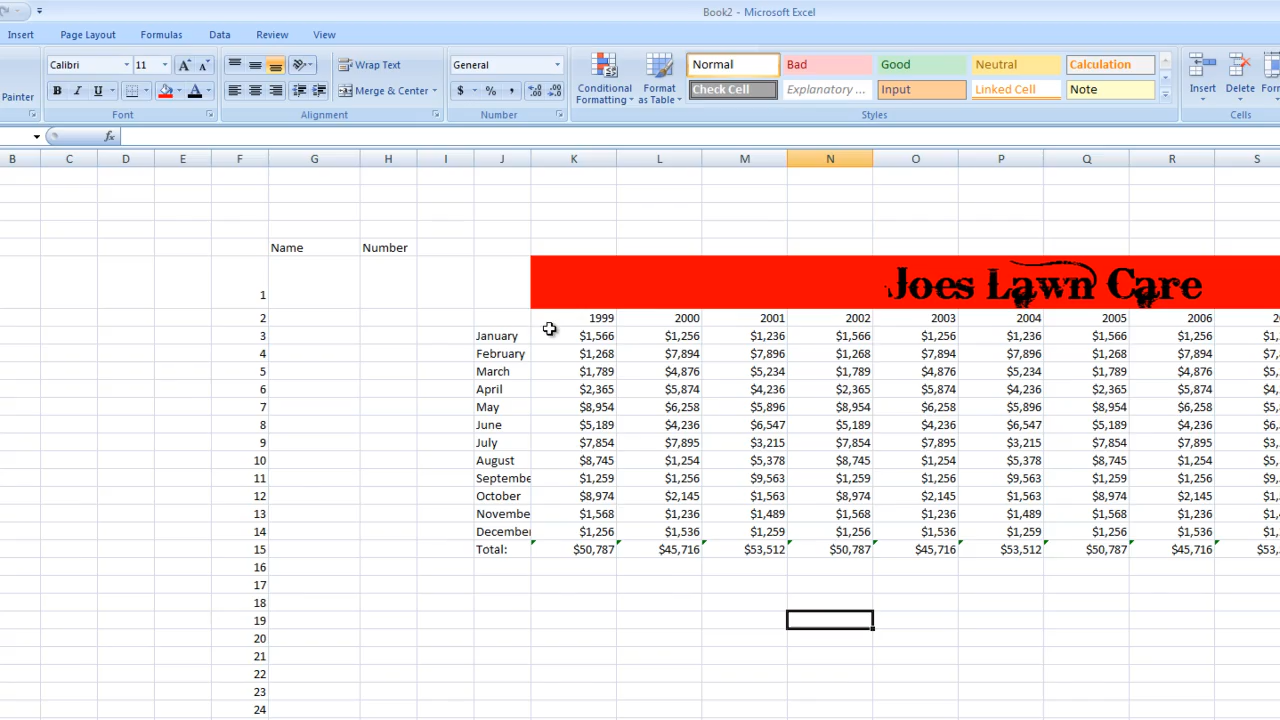 Book2 - Microsoft Excel
Insert Page Layout Formulas Data Review View
Calibri 11 A A Wrap Text General Normal Bad Good Neutral Calculation
Painter B I U A Merge & Center $ % , Conditional Formatting Format as Table Check Cell Explanatory ... Input Linked Cell Note Insert Delete
Font Alignment Number Styles Cells
fx
B C D E F G H I J K L M N O P Q R S
Name Number
1 Joes Lawn Care
2 1999 2000 2001 2002 2003 2004 2005 2006
3 January $1,566 $1,256 $1,236 $1,566 $1,256 $1,236 $1,268 $1,256
4 February $1,268 $7,894 $7,896 $1,268 $7,894 $7,896 $1,268 $7,894
5 March $1,789 $4,876 $5,234 $1,789 $4,876 $5,234 $1,789 $4,876
6 April $2,365 $5,874 $4,236 $2,365 $5,874 $4,236 $2,365 $5,874
7 May $8,954 $6,258 $5,896 $8,954 $6,258 $5,896 $8,954 $6,258
8 June $5,189 $4,236 $6,547 $5,189 $4,236 $6,547 $5,189 $4,236
9 July $7,854 $7,895 $3,215 $7,854 $7,895 $3,215 $7,854 $7,895
10 August $8,745 $1,254 $5,378 $8,745 $1,254 $5,378 $8,745 $1,254
11 Septembe $1,259 $1,256 $9,563 $1,259 $1,256 $9,563 $1,259 $1,256
12 October $8,974 $2,145 $1,563 $8,974 $2,145 $1,563 $8,974 $2,145
13 Novembe $1,568 $1,236 $1,489 $1,568 $1,236 $1,489 $1,568 $1,236
14 December $1,256 $1,536 $1,259 $1,256 $1,536 $1,259 $1,256 $1,536
15 Total: $50,787 $45,716 $53,512 $50,787 $45,716 $53,512 $50,787 $45,716
16
17
18
19
20
21
22
23
24